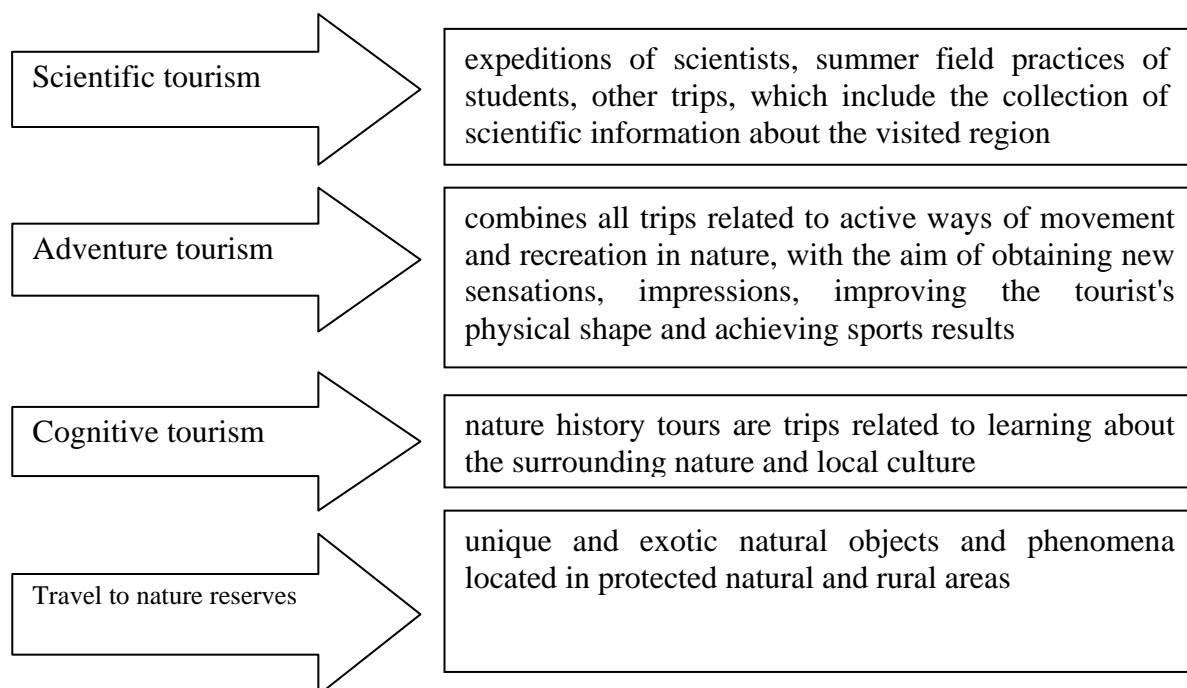 Scientific tourism
expeditions of scientists, summer field practices of
students, other trips, which include the collection of
scientific information about the visited region
Adventure tourism
combines all trips related to active ways of movement
and recreation in nature, with the aim of obtaining new
sensations, impressions, improving the tourist's
physical shape and achieving sports results
Cognitive tourism
nature history tours are trips related to learning about
the surrounding nature and local culture
Travel to nature reserves
unique and exotic natural objects and phenomena
located in protected natural and rural areas